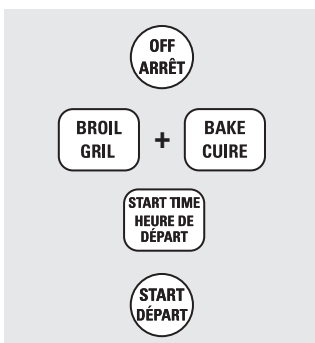 OFF
ARRÊT
BROIL
GRIL
+
BAKE
CUIRE
START TIME
HEURE DE
DÉPART
START
DÉPART